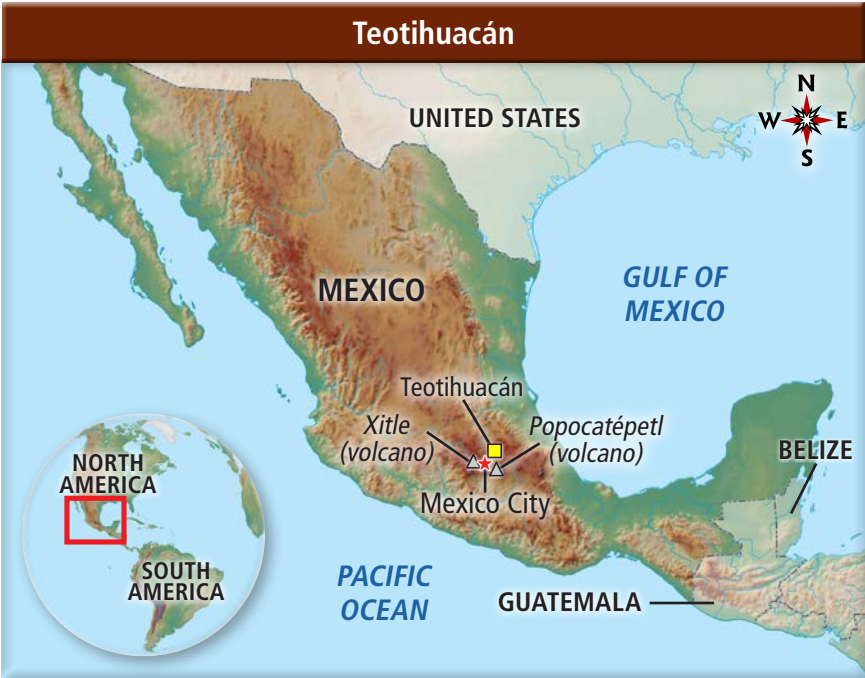 Teotihuacán
N
W E
S
UNITED STATES
GULF OF
MEXICO
MEXICO
Teotihuacán
Xitle
(volcano)
Popocatépetl
(volcano)
Mexico City
BELIZE
NORTH
AMERICA
SOUTH
AMERICA
PACIFIC
OCEAN
GUATEMALA